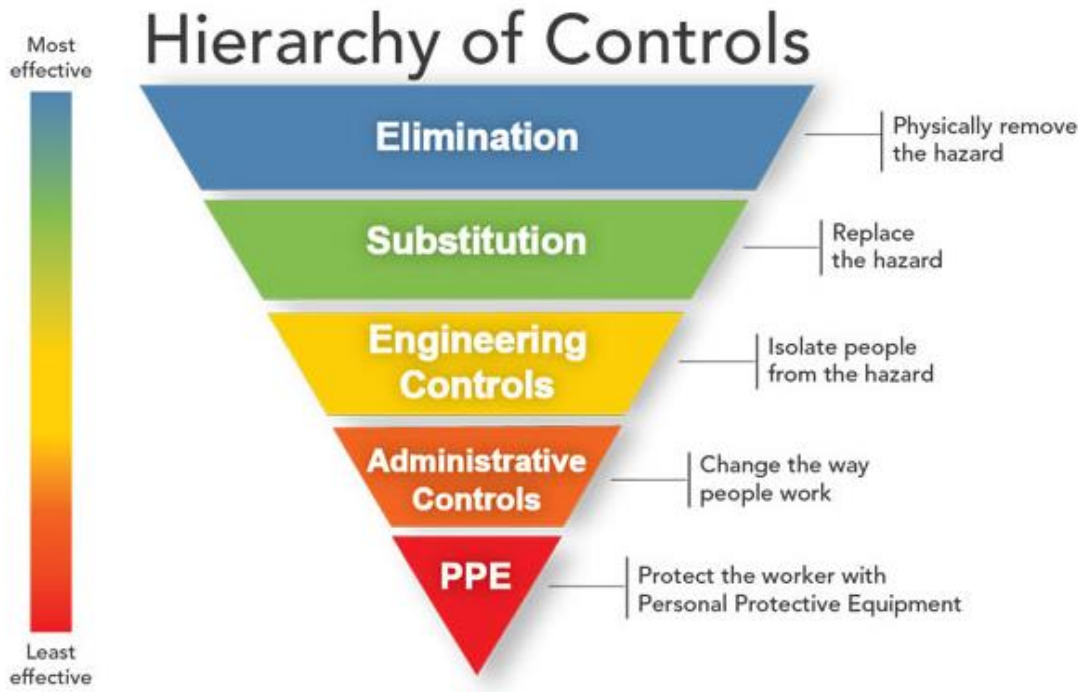 Hierarchy of Controls
Most
effective
Elimination
Physically remove
the hazard
Substitution
Replace
the hazard
Engineering
Controls
Isolate people
from the hazard
Administrative
Controls
Change the way
people work
PPE
Protect the worker with
Personal Protective Equipment
Least
effective